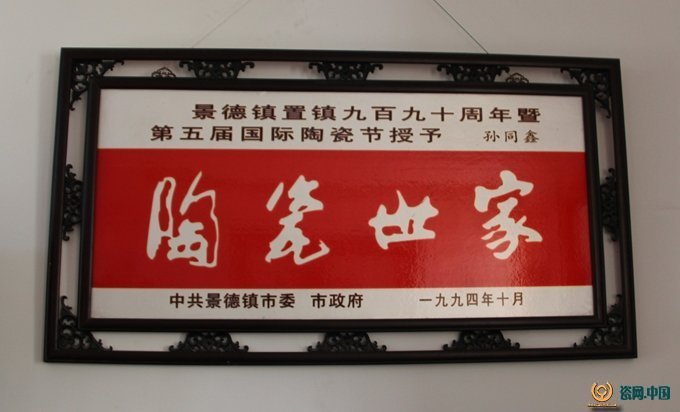 景德镇置镇九百九十周年暨
第五届国际陶瓷节授予 孙同鑫
陶瓷世家
中共景德镇市委 市政府 一九九四年十月
瓷网.中国